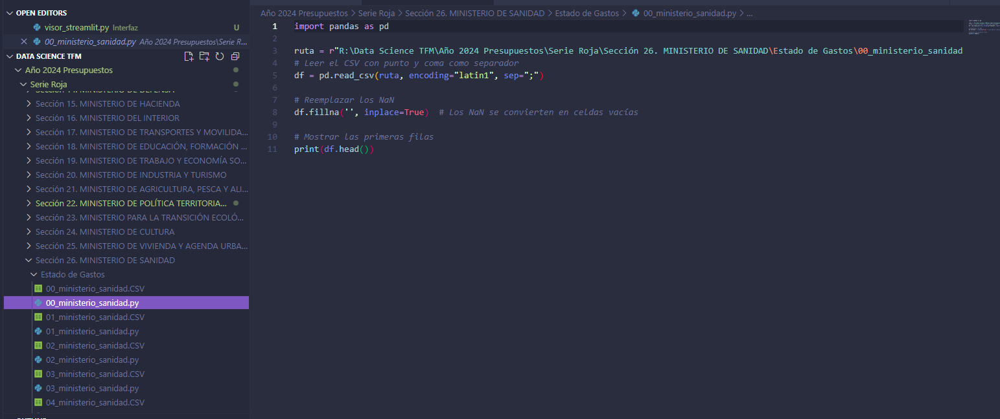 OPEN EDITORS
visor_streamlit.py Interfaz U
00_ministerio_sanidad.py Año 2024 Presupuestos\Serie R...
DATA SCIENCE TFM
Año 2024 Presupuestos
Serie Roja
Sección 15. MINISTERIO DE HACIENDA
Sección 16. MINISTERIO DEL INTERIOR
Sección 17. MINISTERIO DE TRANSPORTES Y MOVILIDA...
Sección 18. MINISTERIO DE EDUCACIÓN, FORMACIÓN ...
Sección 19. MINISTERIO DE TRABAJO Y ECONOMÍA SO...
Sección 20. MINISTERIO DE INDUSTRIA Y TURISMO
Sección 21. MINISTERIO DE AGRICULTURA, PESCA Y ALI...
Sección 22. MINISTERIO DE POLÍTICA TERRITORIA...
Sección 23. MINISTERIO PARA LA TRANSICIÓN ECOLÓ...
Sección 24. MINISTERIO DE CULTURA
Sección 25. MINISTERIO DE VIVIENDA Y AGENDA URBA...
Sección 26. MINISTERIO DE SANIDAD
Estado de Gastos
00_ministerio_sanidad.CSV
00_ministerio_sanidad.py
01_ministerio_sanidad.CSV
01_ministerio_sanidad.py
02_ministerio_sanidad.CSV
02_ministerio_sanidad.py
03_ministerio_sanidad.CSV
03_ministerio_sanidad.py
04_ministerio_sanidad.CSV
Año 2024 Presupuestos > Serie Roja > Sección 26. MINISTERIO DE SANIDAD > Estado de Gastos > 00_ministerio_sanidad.py > ...
1 import pandas as pd
2
3 ruta = r"R:\Data Science TFM\Año 2024 Presupuestos\Serie Roja\Sección 26. MINISTERIO DE SANIDAD\Estado de Gastos\00_ministerio_sanidad
4 # Leer el CSV con punto y coma como separador
5 df = pd.read_csv(ruta, encoding="latin1", sep=";")
6
7 # Reemplazar los NaN
8 df.fillna('', inplace=True) # Los NaN se convierten en celdas vacías
9
10 # Mostrar las primeras filas
11 print(df.head())